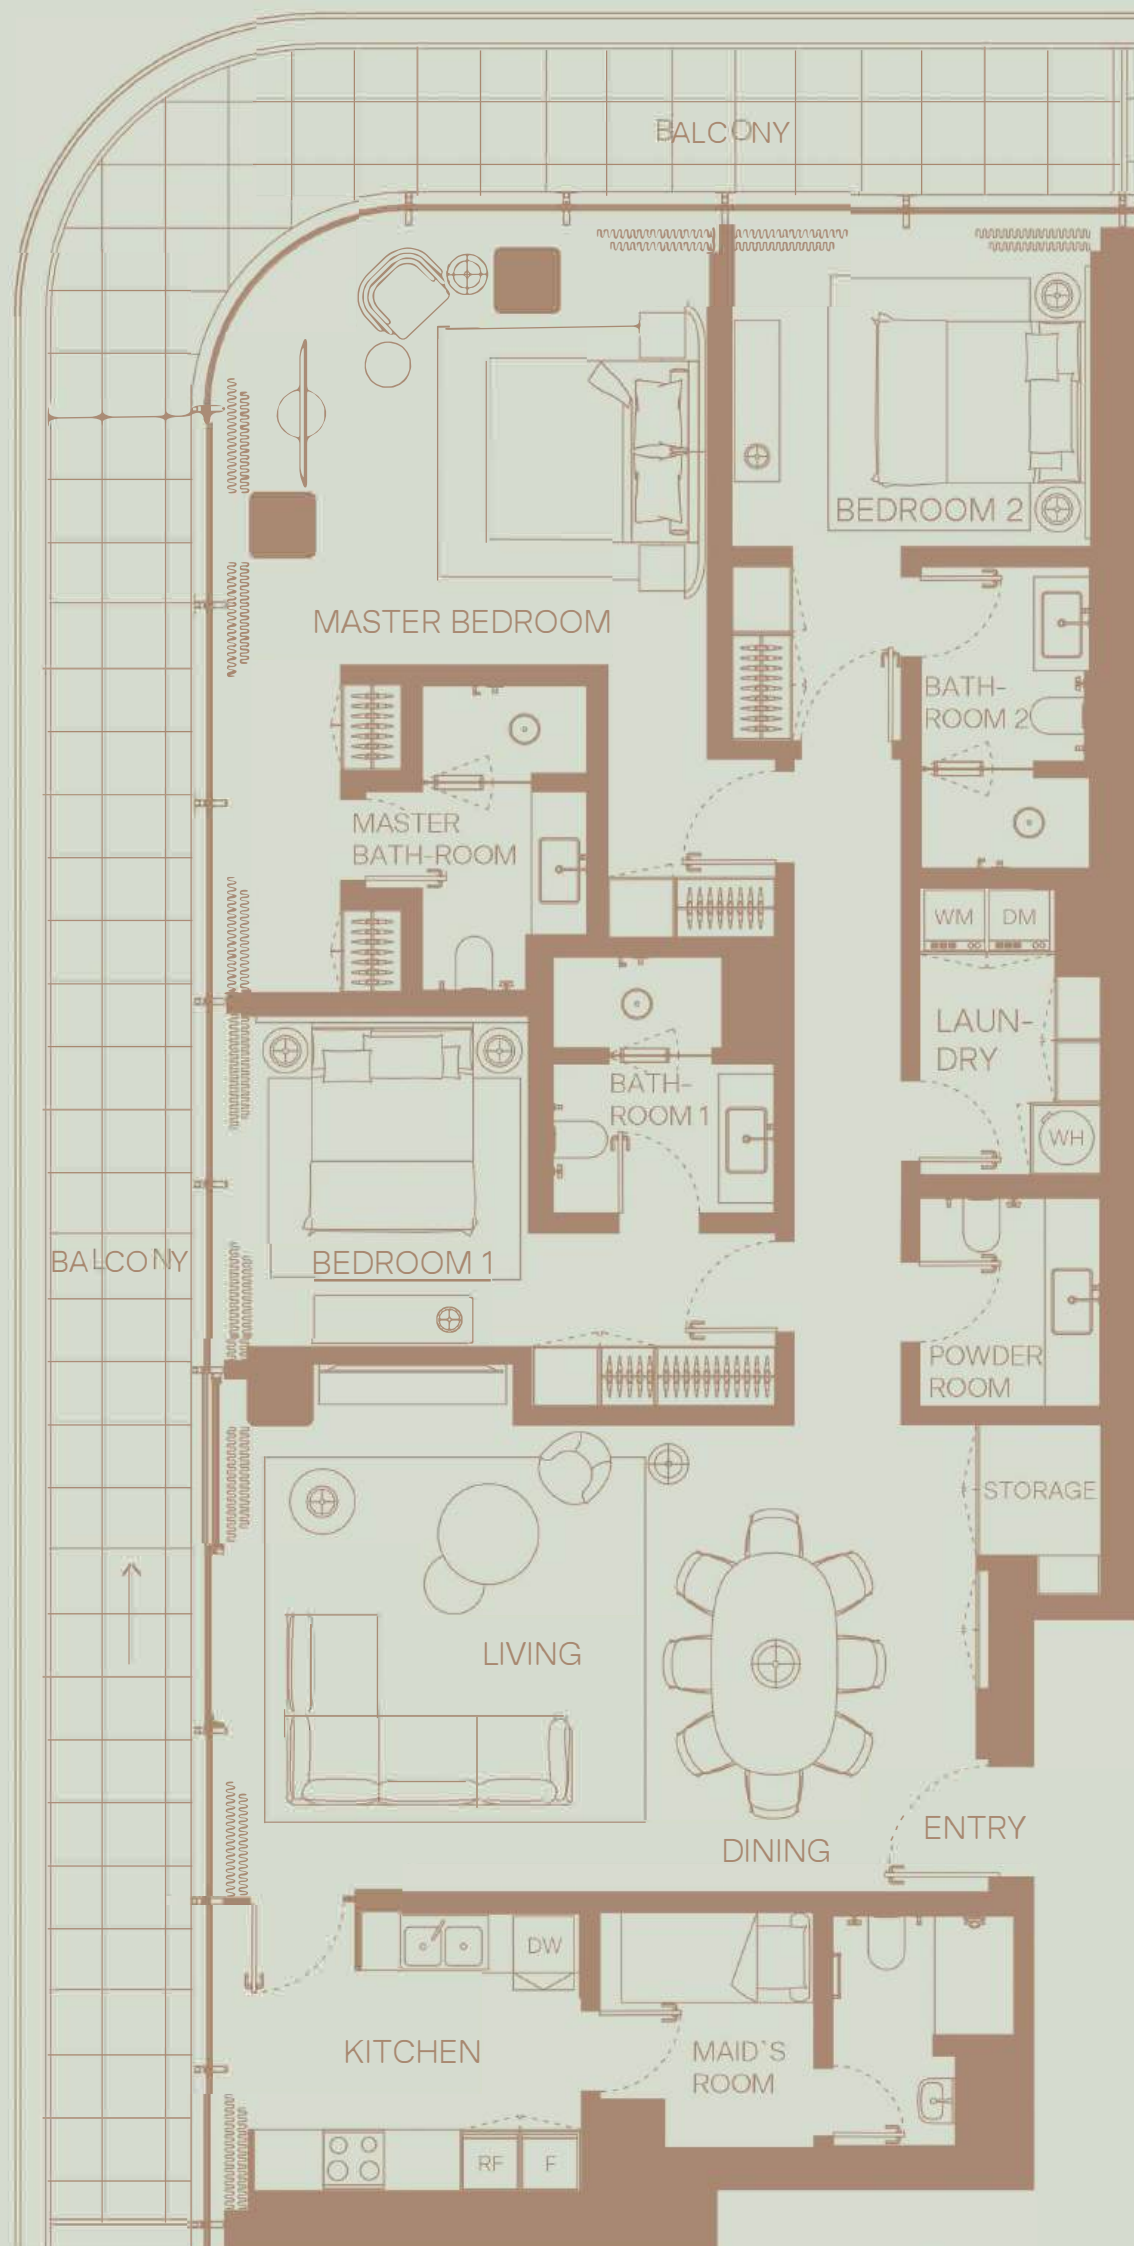 BALCONY
BEDROOM 2
MASTER BEDROOM
BATH-
ROOM 2
MASTER
BATH-ROOM
WM
DM
LAUN-
DRY
BATH-
ROOM 1
WH
BALCONY
BEDROOM 1
POWDER
ROOM
STORAGE
LIVING
ENTRY
DINING
DW
KITCHEN
MAID`S
ROOM
RF
F